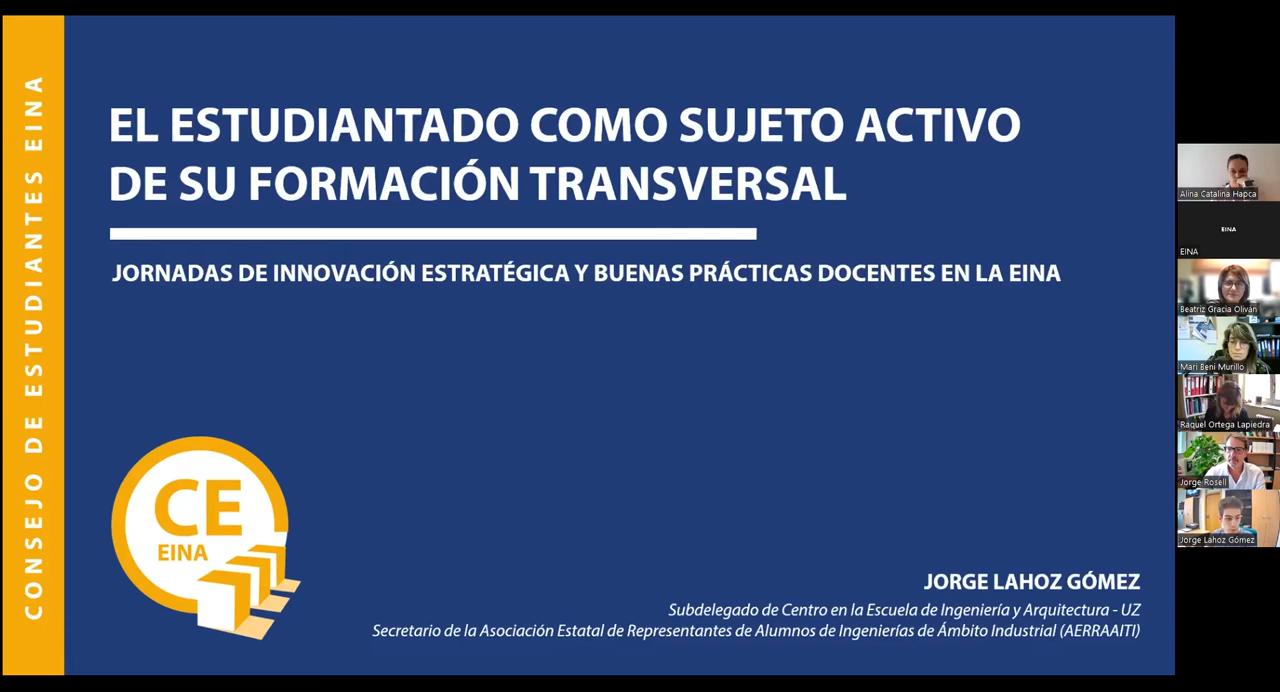 CONSEJO DE ESTUDIANTES EINA
EL ESTUDIANTADO COMO SUJETO ACTIVO
DE SU FORMACIÓN TRANSVERSAL
JORNADAS DE INNOVACIÓN ESTRATÉGICA Y BUENAS PRÁCTICAS DOCENTES EN LA EINA
CE
EINA
JORGE LAHOZ GÓMEZ
Subdelegado de Centro en la Escuela de Ingeniería y Arquitectura - UZ
Secretario de la Asociación Estatal de Representantes de Alumnos de Ingenierías de Ámbito Industrial (AERRAAITI)
Alina Catalina Hapca
EINA
EINA
Beatriz Gracia Oliván
Mari Beni Murillo
Raquel Ortega Lapiedra
Jorge Rosell
Jorge Lahoz Gómez